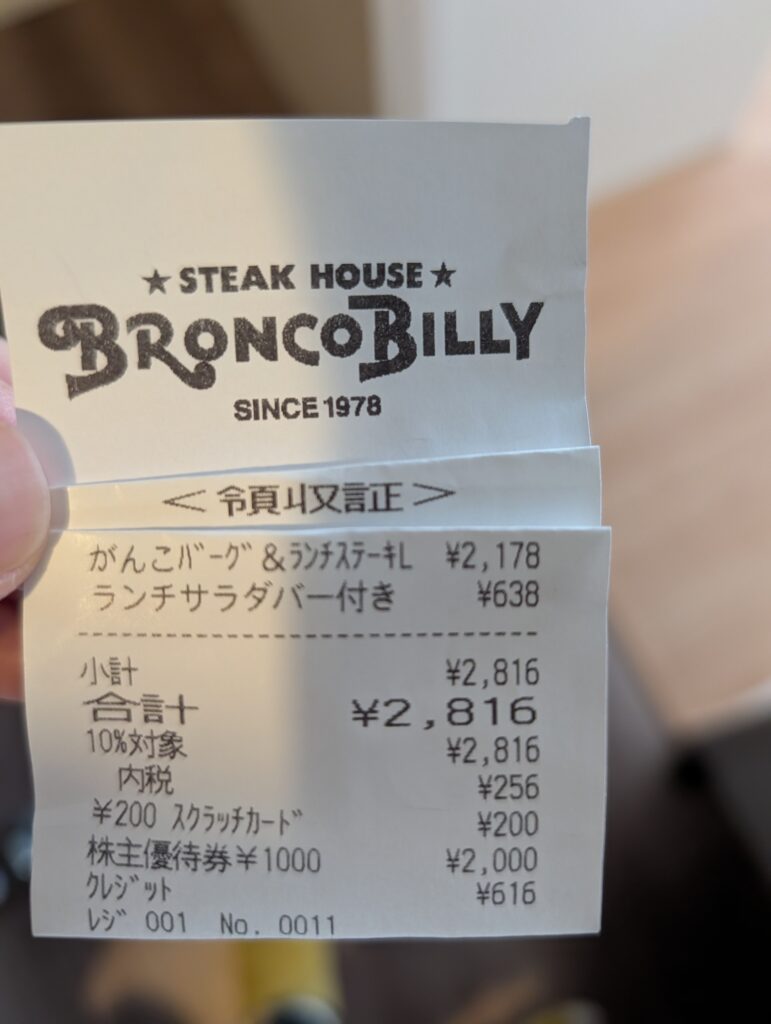 ★STEAK HOUSE★
BRONCOBILLY
SINCE 1978
＜領収証＞
がんこﾊﾞｰｸﾞ＆ﾗﾝﾁｽﾃｰｷL ¥2,178
ランチサラダバー付き ¥638
小計 ¥2,816
合計 ¥2,816
10%対象 ¥2,816
内税 ¥256
￥200 ｽｸﾗｯﾁｶｰﾄﾞ ¥200
株主優待券￥1000 ¥2,000
ｸﾚｼﾞｯﾄ ¥616
ﾚｼﾞ 001 No. 0011